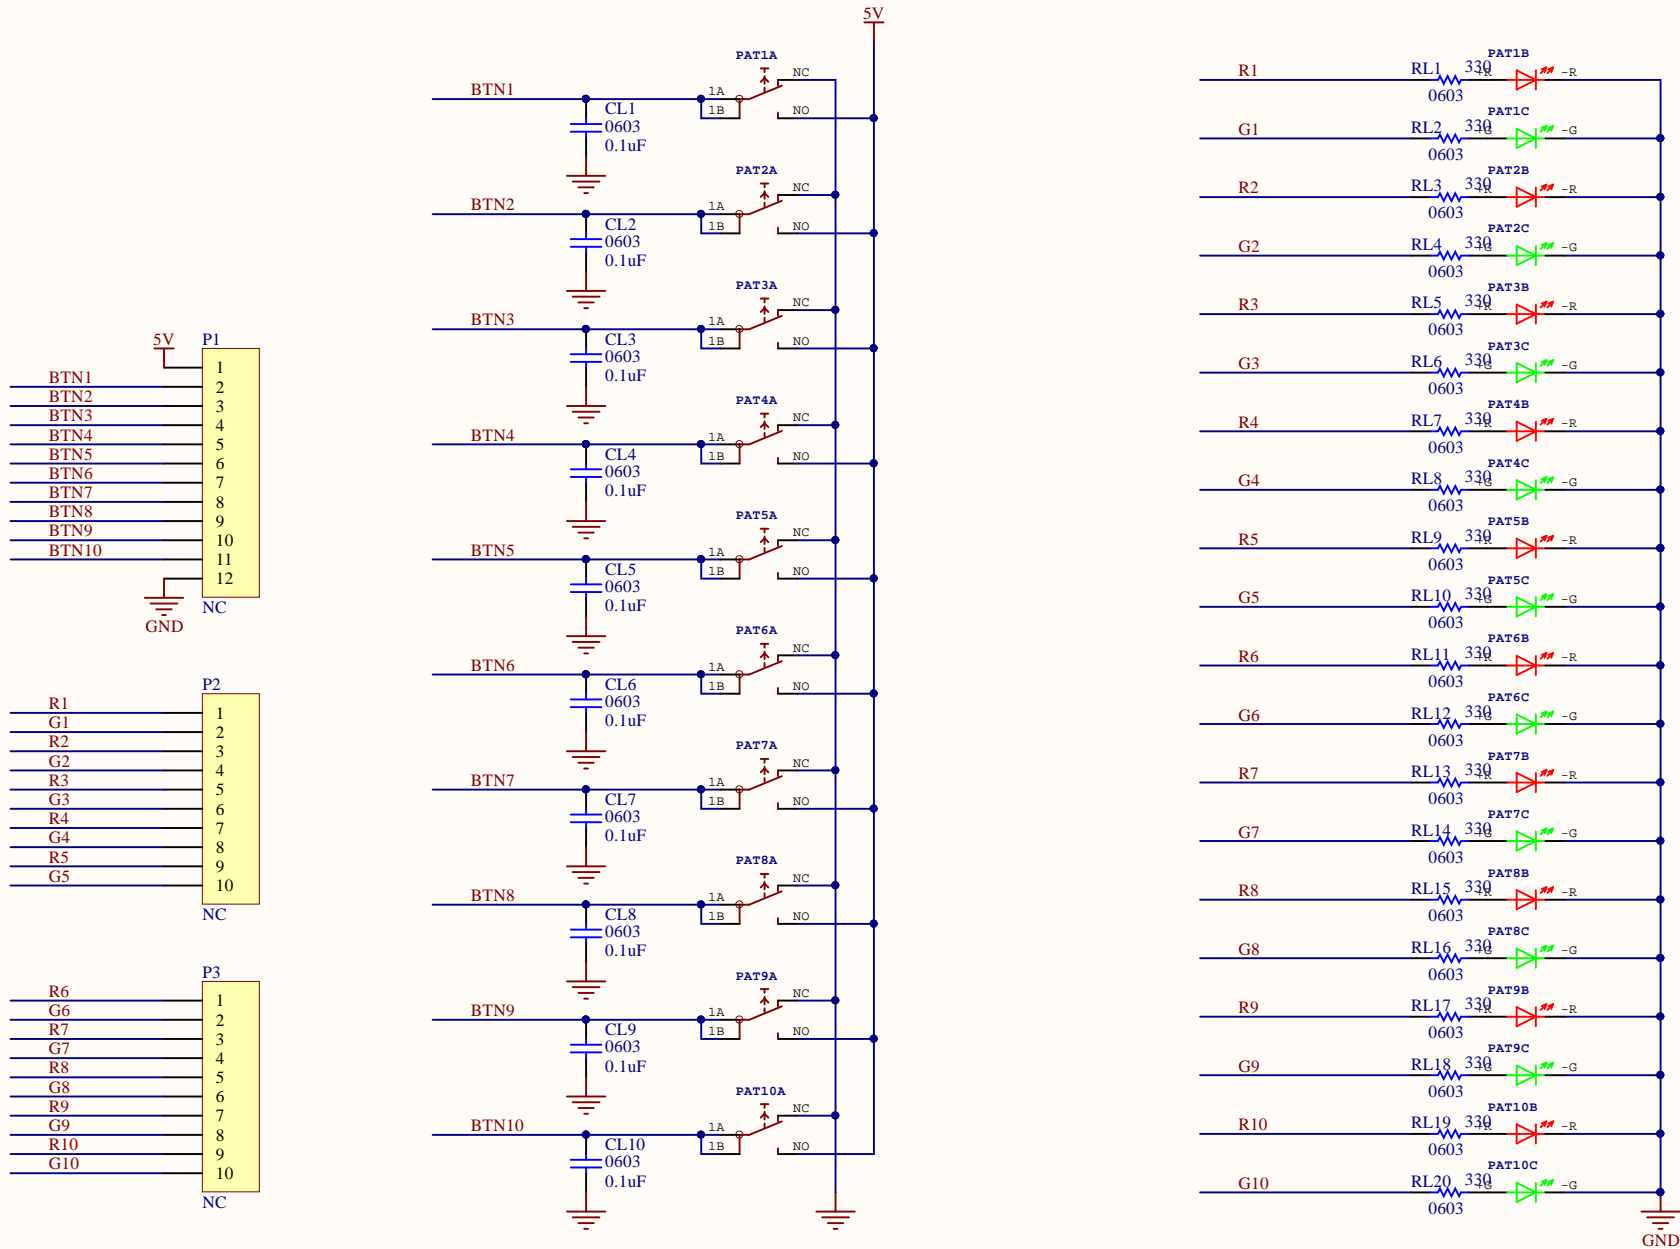 5V
P1
1
BTN1 2
BTN2 3
BTN3 4
BTN4 5
BTN5 6
BTN6 7
BTN7 8
BTN8 9
BTN9 10
BTN10 11
12
GND
NC
P2
R1 1
G1 2
R2 3
G2 4
R3 5
G3 6
R4 7
G4 8
R5 9
G5 10
NC
P3
R6 1
G6 2
R7 3
G7 4
R8 5
G8 6
R9 7
G9 8
R10 9
G10 10
NC
5V
PAT1A
BTN1 1A NC
1B NO
CL1
0603
0.1uF
PAT2A
BTN2 1A NC
1B NO
CL2
0603
0.1uF
PAT3A
BTN3 1A NC
1B NO
CL3
0603
0.1uF
PAT4A
BTN4 1A NC
1B NO
CL4
0603
0.1uF
PAT5A
BTN5 1A NC
1B NO
CL5
0603
0.1uF
PAT6A
BTN6 1A NC
1B NO
CL6
0603
0.1uF
PAT7A
BTN7 1A NC
1B NO
CL7
0603
0.1uF
PAT8A
BTN8 1A NC
1B NO
CL8
0603
0.1uF
PAT9A
BTN9 1A NC
1B NO
CL9
0603
0.1uF
PAT10A
BTN10 1A NC
1B NO
CL10
0603
0.1uF
PAT1B
R1 RL1 330 +R -R
0603
PAT1C
G1 RL2 330 +G -G
0603
PAT2B
R2 RL3 330 +R -R
0603
PAT2C
G2 RL4 330 +G -G
0603
PAT3B
R3 RL5 330 +R -R
0603
PAT3C
G3 RL6 330 +G -G
0603
PAT4B
R4 RL7 330 +R -R
0603
PAT4C
G4 RL8 330 +G -G
0603
PAT5B
R5 RL9 330 +R -R
0603
PAT5C
G5 RL10 330 +G -G
0603
PAT6B
R6 RL11 330 +R -R
0603
PAT6C
G6 RL12 330 +G -G
0603
PAT7B
R7 RL13 330 +R -R
0603
PAT7C
G7 RL14 330 +G -G
0603
PAT8B
R8 RL15 330 +R -R
0603
PAT8C
G8 RL16 330 +G -G
0603
PAT9B
R9 RL17 330 +R -R
0603
PAT9C
G9 RL18 330 +G -G
0603
PAT10B
R10 RL19 330 +R -R
0603
PAT10C
G10 RL20 330 +G -G
0603
GND